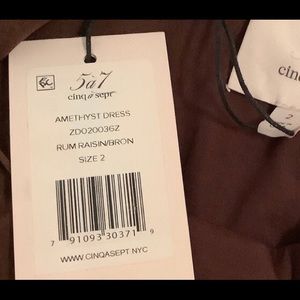 5à7
cinq à sept
AMETHYST DRESS
ZD020036Z
RUM RAISIN/BRON
SIZE 2
7 91093 30371 9
WWW.CINQASEPT.NYC
cinq
2